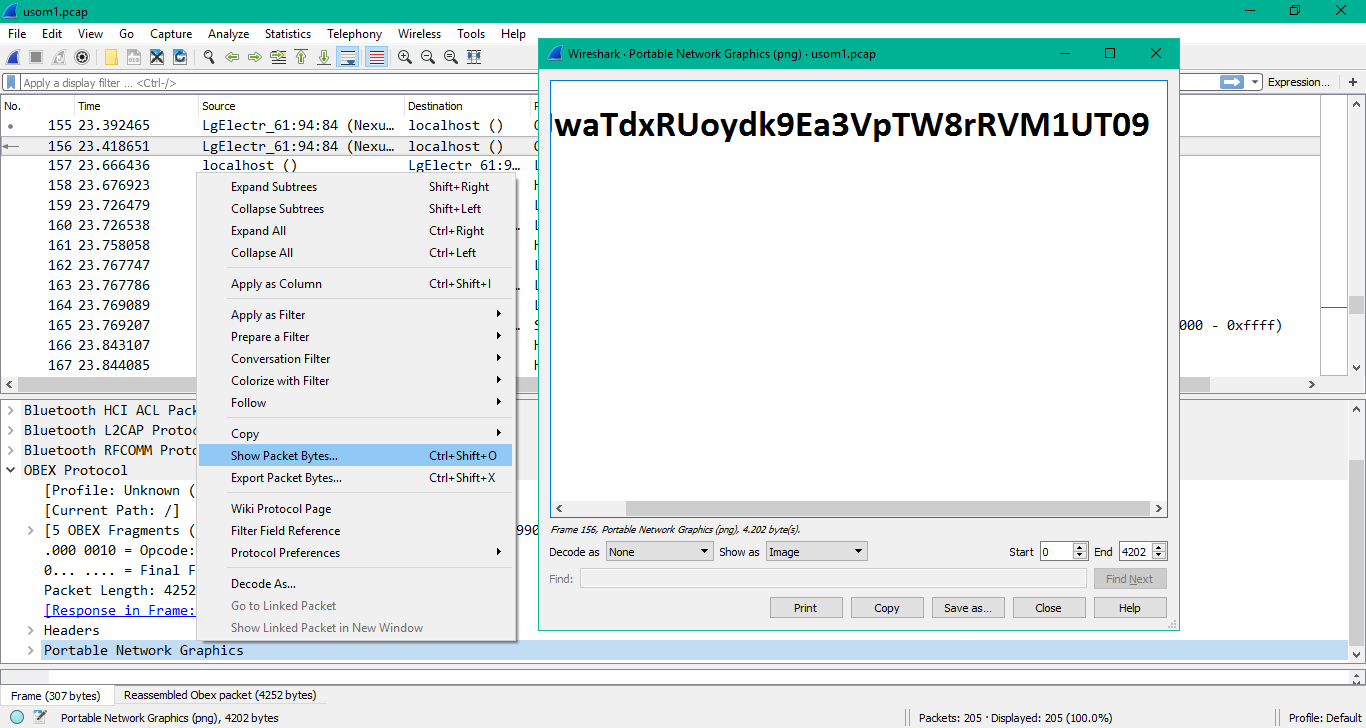 usom1.pcap
File Edit View Go Capture Analyze Statistics Telephony Wireless Tools Help
Apply a display filter ... <Ctrl-/>
Expression... +
No. Time Source Destination
155 23.392465 LgElectr_61:94:84 (Nexu... localhost ()
156 23.418651 LgElectr_61:94:84 (Nexu... localhost ()
157 23.666436 localhost () LgElectr_61:9...
158 23.676923
159 23.726479
160 23.726538
161 23.758058
162 23.767747
163 23.767786
164 23.769089
165 23.769207 000 - 0xffff)
166 23.843107
167 23.844085
Expand Subtrees Shift+Right
Collapse Subtrees Shift+Left
Expand All Ctrl+Right
Collapse All Ctrl+Left
Apply as Column Ctrl+Shift+I
Apply as Filter
Prepare a Filter
Conversation Filter
Colorize with Filter
Follow
Copy
Show Packet Bytes... Ctrl+Shift+O
Export Packet Bytes... Ctrl+Shift+X
Wiki Protocol Page
Filter Field Reference
Protocol Preferences
Decode As...
Go to Linked Packet
Show Linked Packet in New Window
Wireshark · Portable Network Graphics (png) · usom1.pcap
JwaTdxRUoydk9Ea3VpTW8rRVM1UT09
Frame 156, Portable Network Graphics (png), 4.202 byte(s).
Decode as None Show as Image Start 0 End 4202
Find: Find Next
Print Copy Save as... Close Help
Bluetooth HCI ACL Pack
Bluetooth L2CAP Protoc
Bluetooth RFCOMM Proto
OBEX Protocol
[Profile: Unknown (
[Current Path: /]
[5 OBEX Fragments ( 990
.000 0010 = Opcode:
0... .... = Final F
Packet Length: 4252
[Response in Frame:
Headers
Portable Network Graphics
Frame (307 bytes) Reassembled Obex packet (4252 bytes)
Portable Network Graphics (png), 4202 bytes Packets: 205 · Displayed: 205 (100.0%) Profile: Default